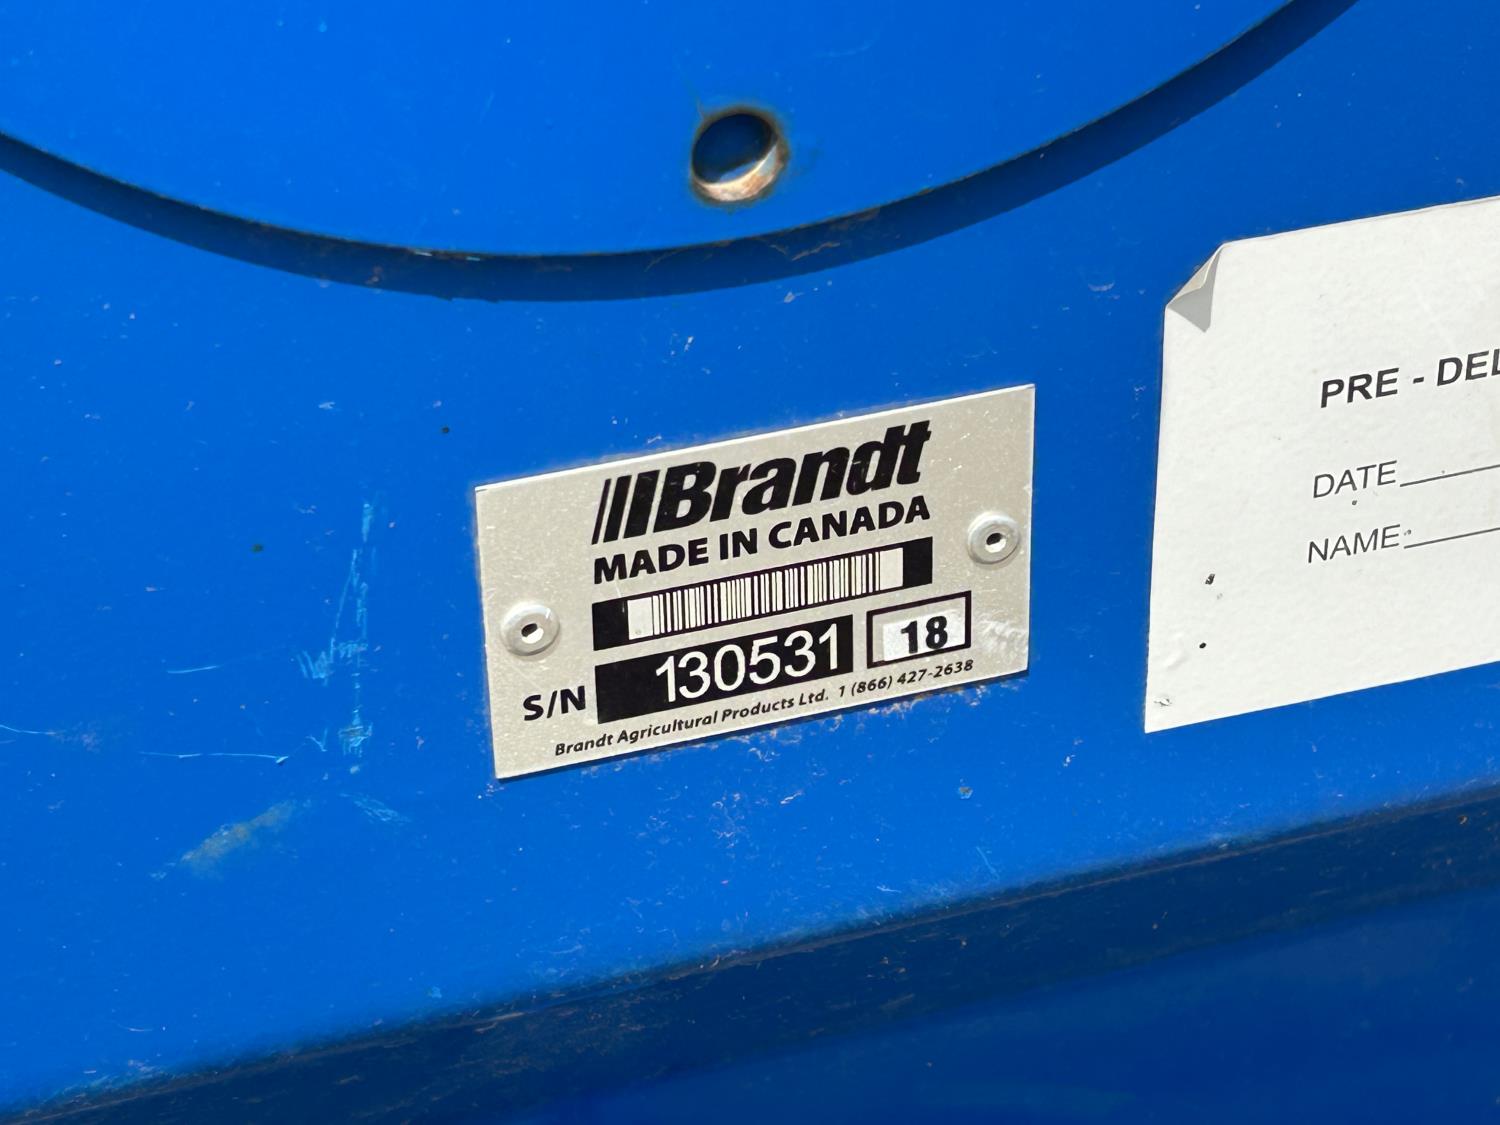 Brandt
MADE IN CANADA
S/N 130531 18
Brandt Agricultural Products Ltd. 1 (866) 427-2638
PRE - DEL
DATE
NAME: